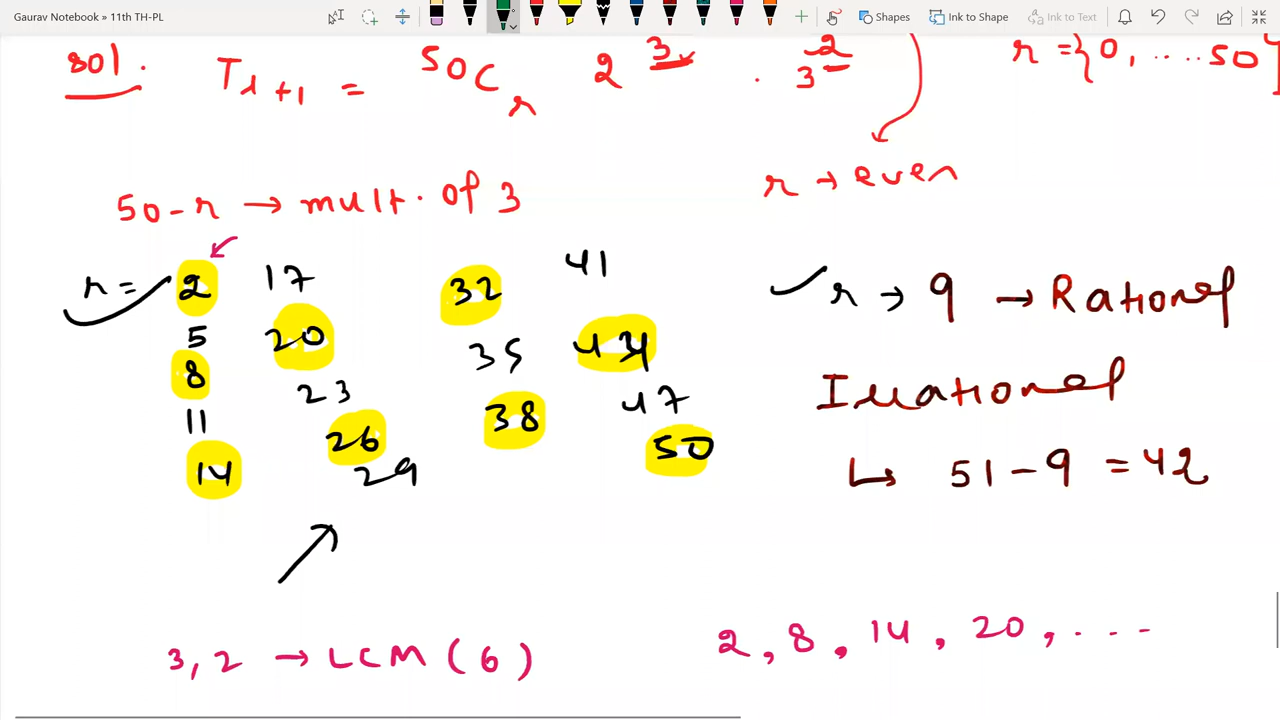 Gaurav Notebook » 11th TH-PL
Shapes
Ink to Shape
Ink to Text
sol. T r+1 = 50 C r 2 3 . 3 2 r = {0, .... 50}
r → even
50 - r → mult. of 3
r = 2 17 32 41
5 20 35 44
8 23 38 47
11 26 50
14 29
r → 9 → Rational
Irrational
↳ 51 - 9 = 42
3, 2 → LCM ( 6 )
2, 8, 14, 20, ....